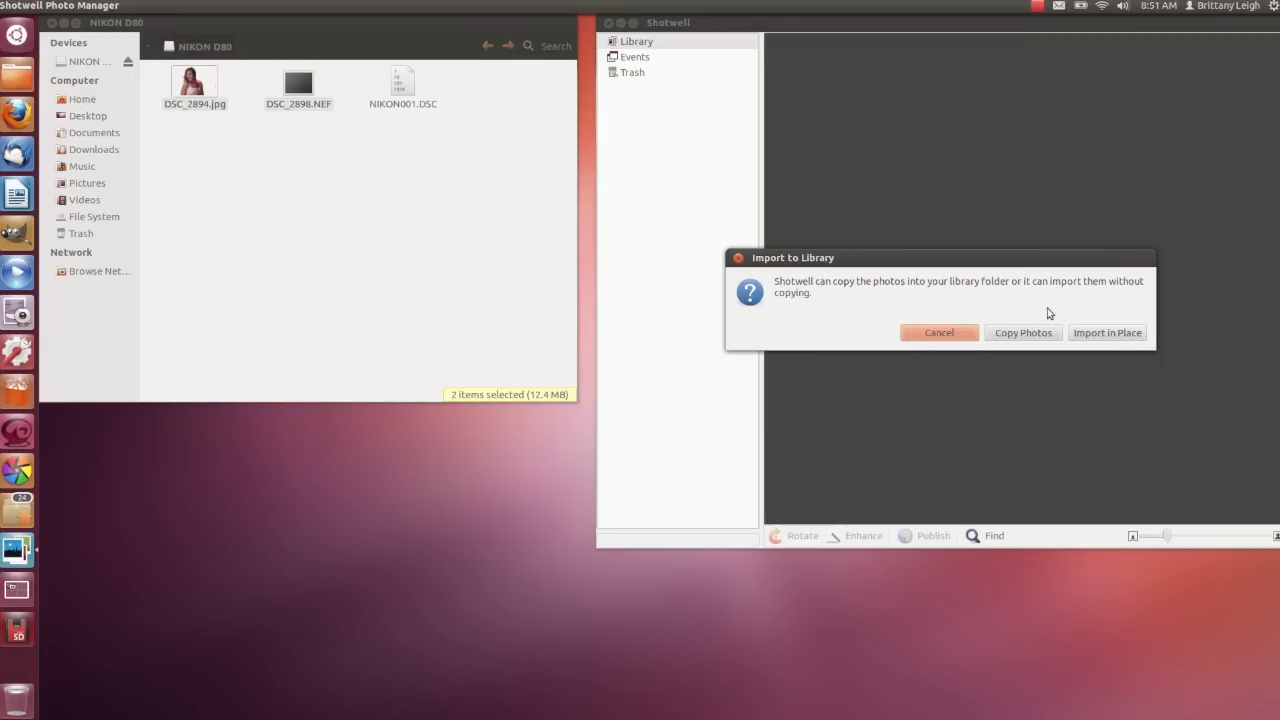 Shotwell Photo Manager
8:51 AM
Brittany Leigh
NIKON D80
Devices
NIKON ...
Computer
Home
Desktop
Documents
Downloads
Music
Pictures
Videos
File System
Trash
Network
Browse Net...
NIKON D80
Search
DSC_2894.jpg
DSC_2898.NEF
NIKON001.DSC
2 items selected (12.4 MB)
Shotwell
Library
Events
Trash
Import to Library
Shotwell can copy the photos into your library folder or it can import them without
copying.
Cancel
Copy Photos
Import in Place
Rotate
Enhance
Publish
Find
24
SD